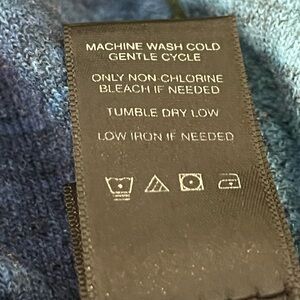 MACHINE WASH COLD
GENTLE CYCLE
ONLY NON-CHLORINE
BLEACH IF NEEDED
TUMBLE DRY LOW
LOW IRON IF NEEDED